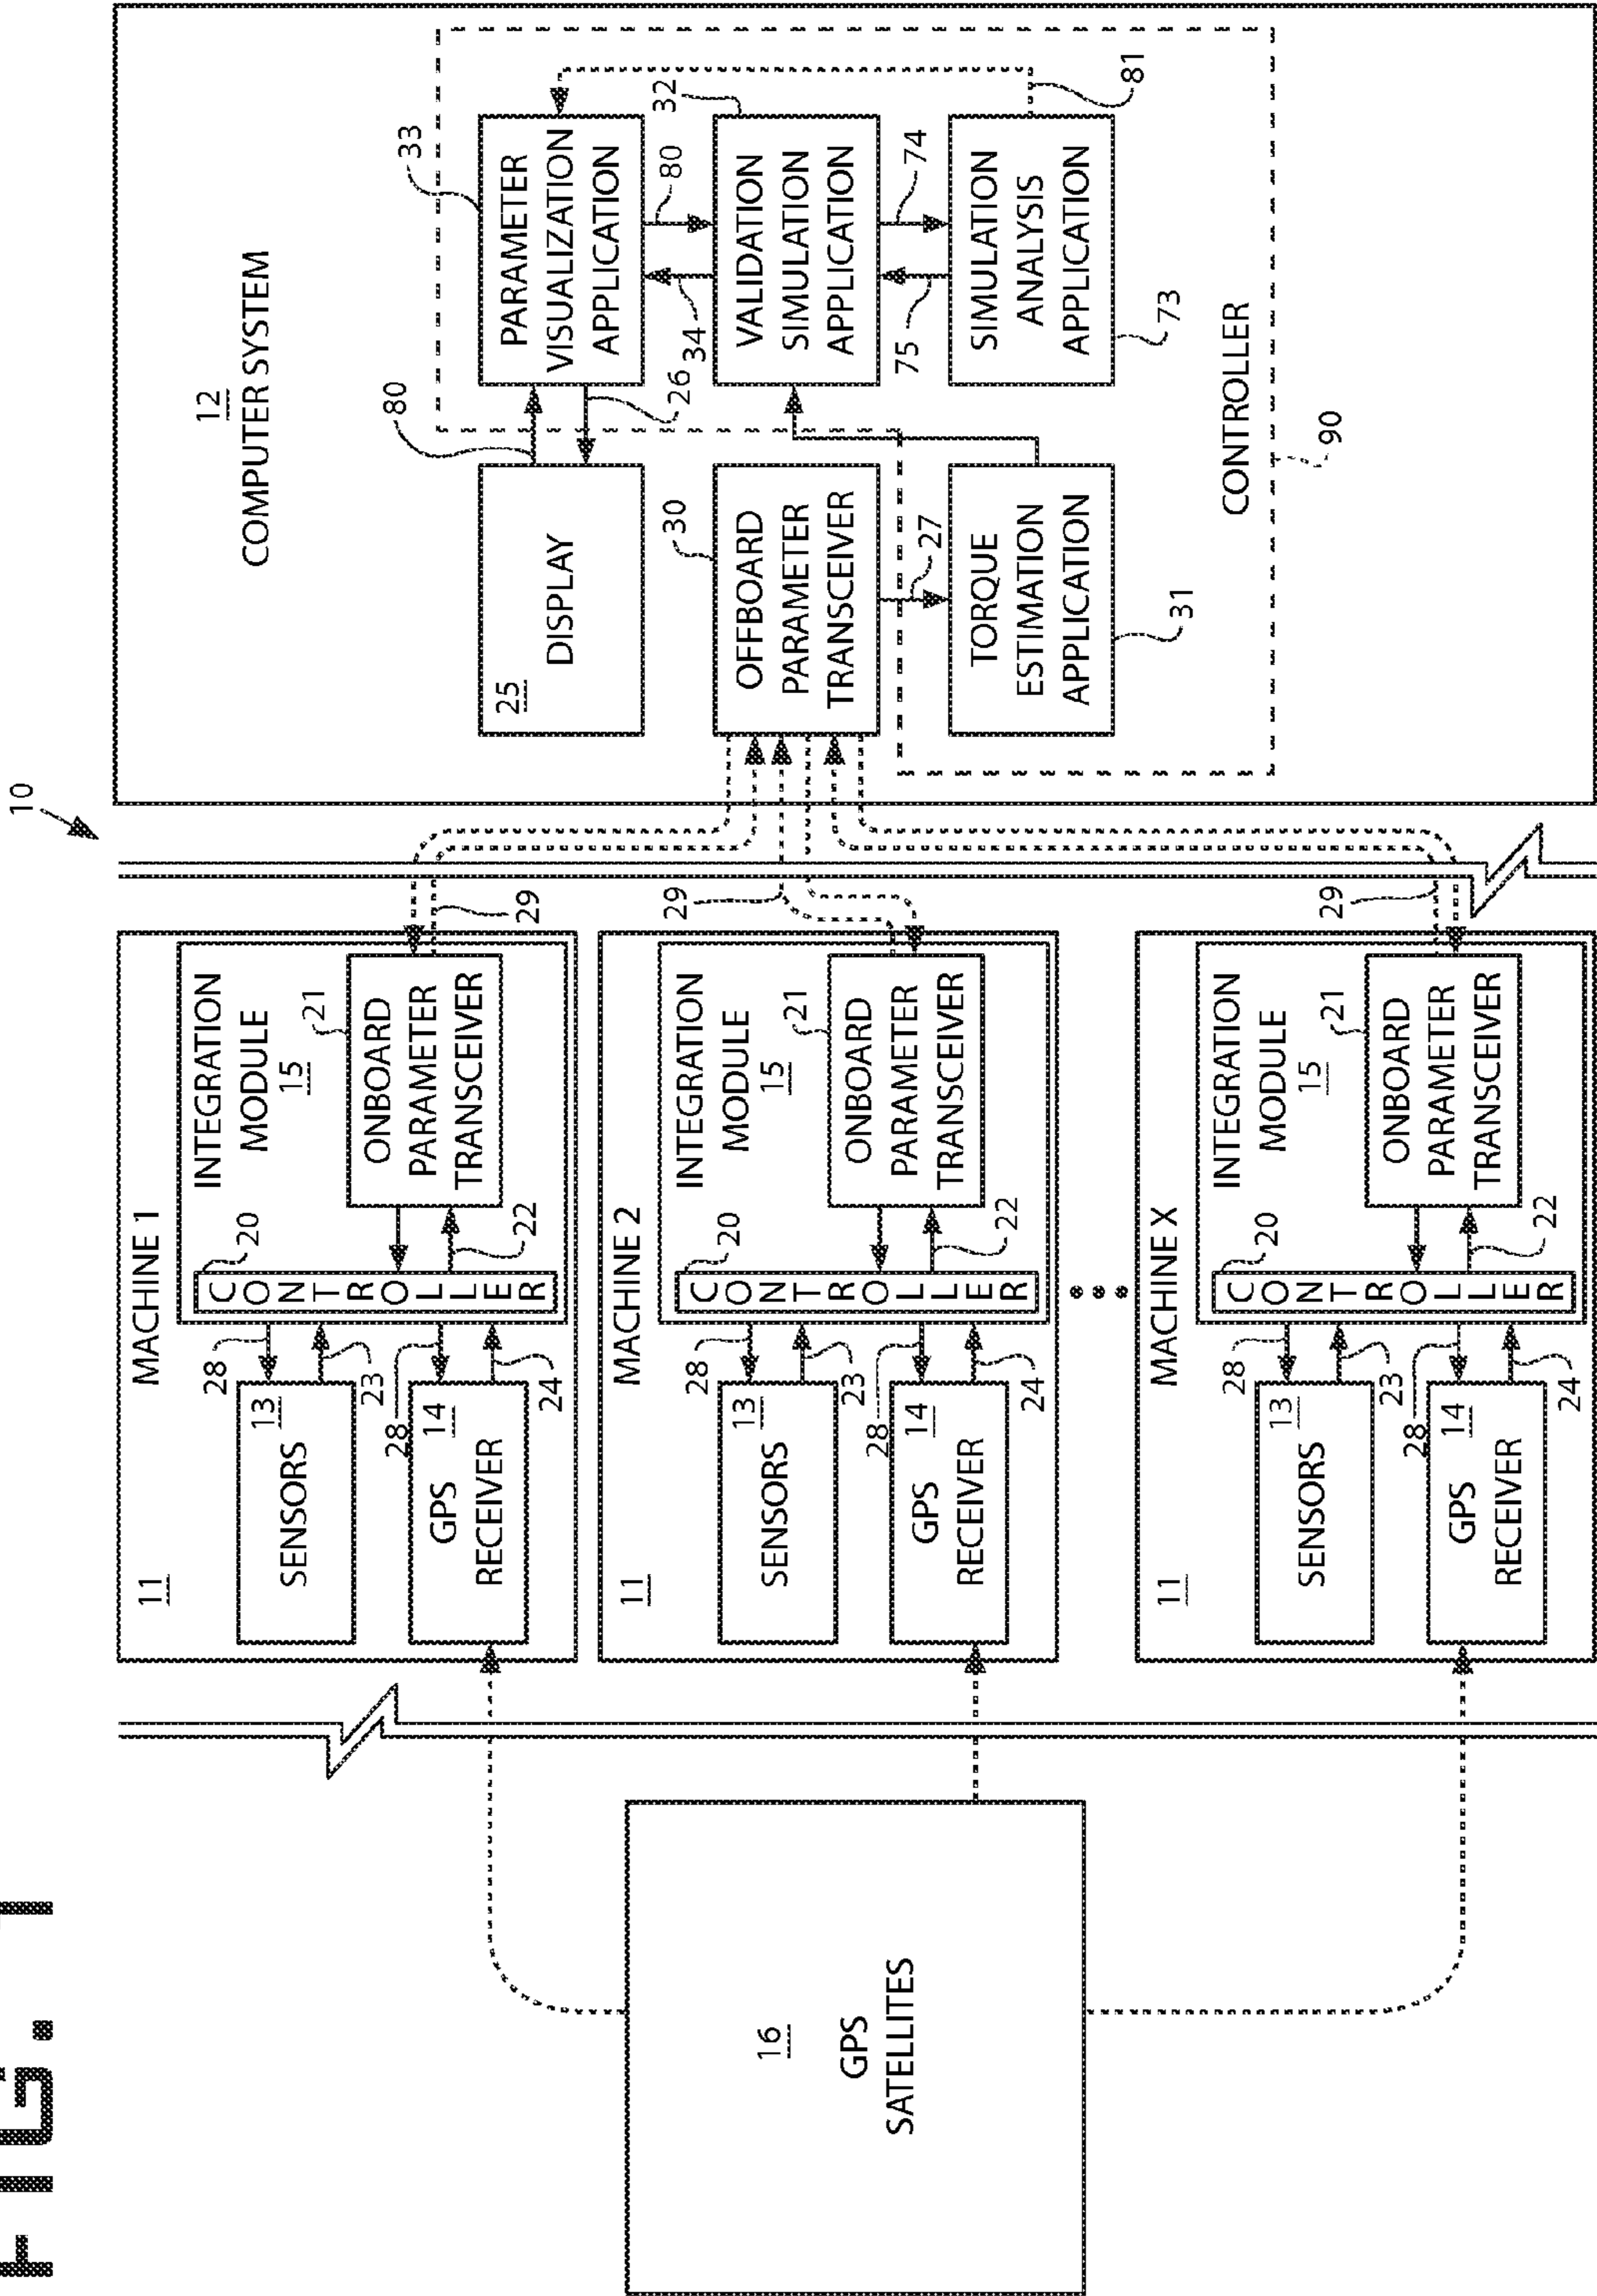 FIG. 1
10
16
GPS
SATELLITES
11
MACHINE 1
13
SENSORS
28
23
28
14
GPS
RECEIVER
24
INTEGRATION
MODULE
15
20
CONTROLLER
22
21
ONBOARD
PARAMETER
TRANSCEIVER
29
11
MACHINE 2
13
SENSORS
28
23
28
14
GPS
RECEIVER
24
INTEGRATION
MODULE
15
20
CONTROLLER
22
21
ONBOARD
PARAMETER
TRANSCEIVER
29
11
MACHINE X
13
SENSORS
28
23
28
14
GPS
RECEIVER
24
INTEGRATION
MODULE
15
20
CONTROLLER
22
21
ONBOARD
PARAMETER
TRANSCEIVER
29
12
COMPUTER SYSTEM
25
DISPLAY
80
26
33
PARAMETER
VISUALIZATION
APPLICATION
34
80
30
OFFBOARD
PARAMETER
TRANSCEIVER
27
32
VALIDATION
SIMULATION
APPLICATION
75
74
TORQUE
ESTIMATION
APPLICATION
31
SIMULATION
ANALYSIS
APPLICATION
73
81
CONTROLLER
90